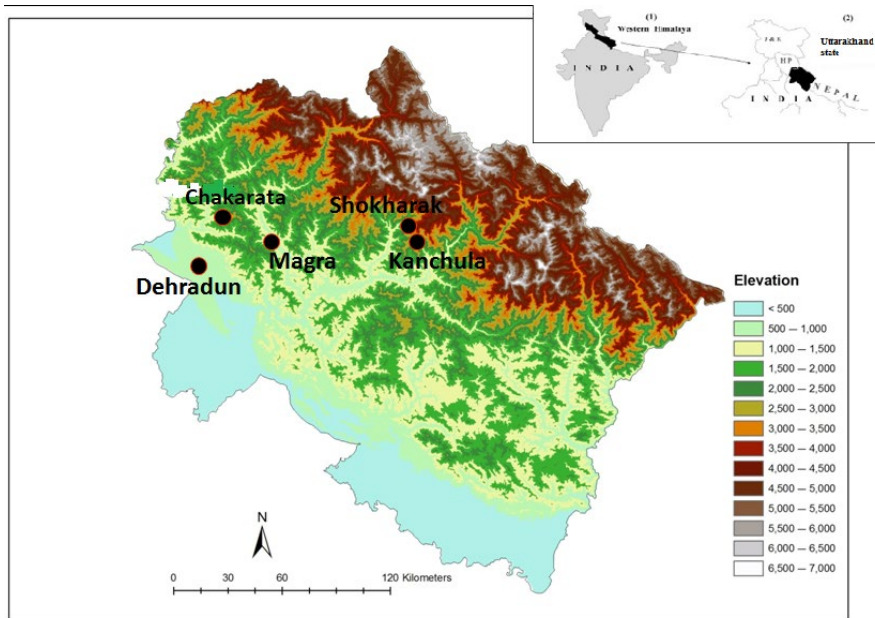 (1)
Western Himalaya
I N D I A
(2)
Uttarakhand
state
J & K
HP
N E P A L
I N D I A
Chakarata
Shokharak
Magra
Kanchula
Dehradun
Elevation
< 500
500 — 1,000
1,000 — 1,500
1,500 — 2,000
2,000 — 2,500
2,500 — 3,000
3,000 — 3,500
3,500 — 4,000
4,000 — 4,500
4,500 — 5,000
5,000 — 5,500
5,500 — 6,000
6,000 — 6,500
6,500 — 7,000
N
0 30 60 120 Kilometers